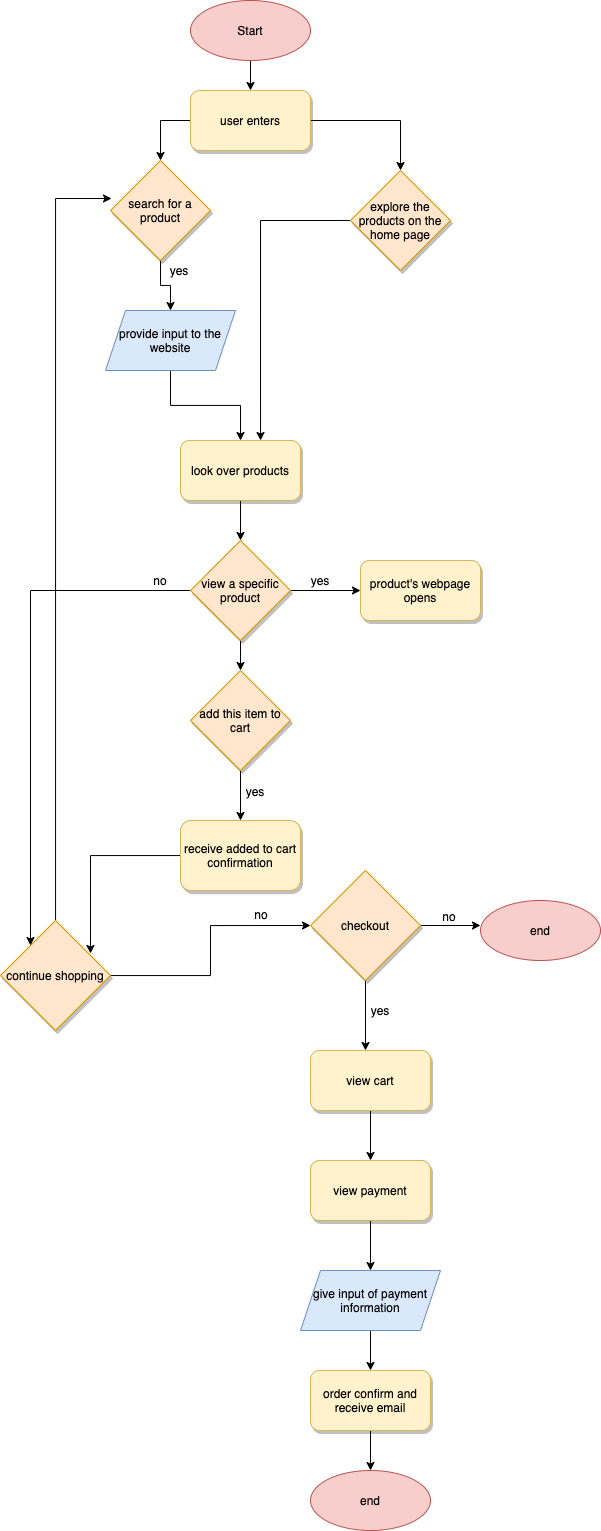 Start
user enters
search for a
product
explore the
products on the
home page
yes
provide input to the
website
look over products
no
view a specific
product
yes
product's webpage
opens
add this item to
cart
yes
receive added to cart
confirmation
continue shopping
no
checkout
no
end
yes
view cart
view payment
give input of payment
information
order confirm and
receive email
end